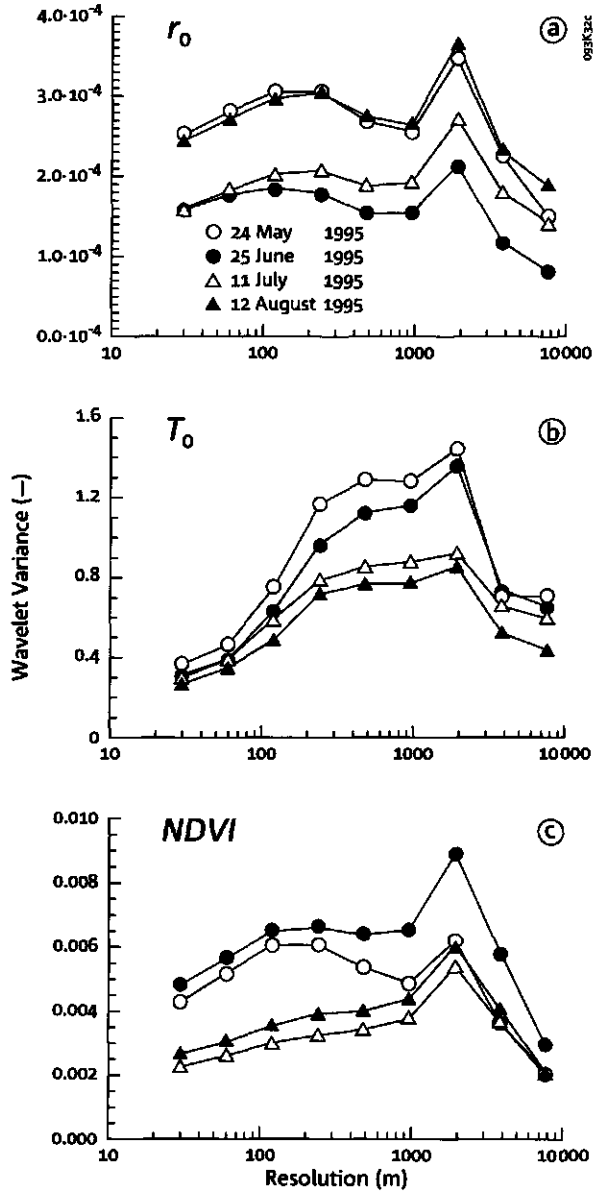 4.0·10-4
r0
ⓐ
093K32c
3.0·10-4
2.0·10-4
24 May 1995
25 June 1995
11 July 1995
12 August 1995
1.0·10-4
0.0·10-4
10 100 1000 10000
1.6
T0
ⓑ
1.2
0.8
0.4
0
10 100 1000 10000
Wavelet Variance (—)
0.010
NDVI
ⓒ
0.008
0.006
0.004
0.002
0.000
10 100 1000 10000
Resolution (m)